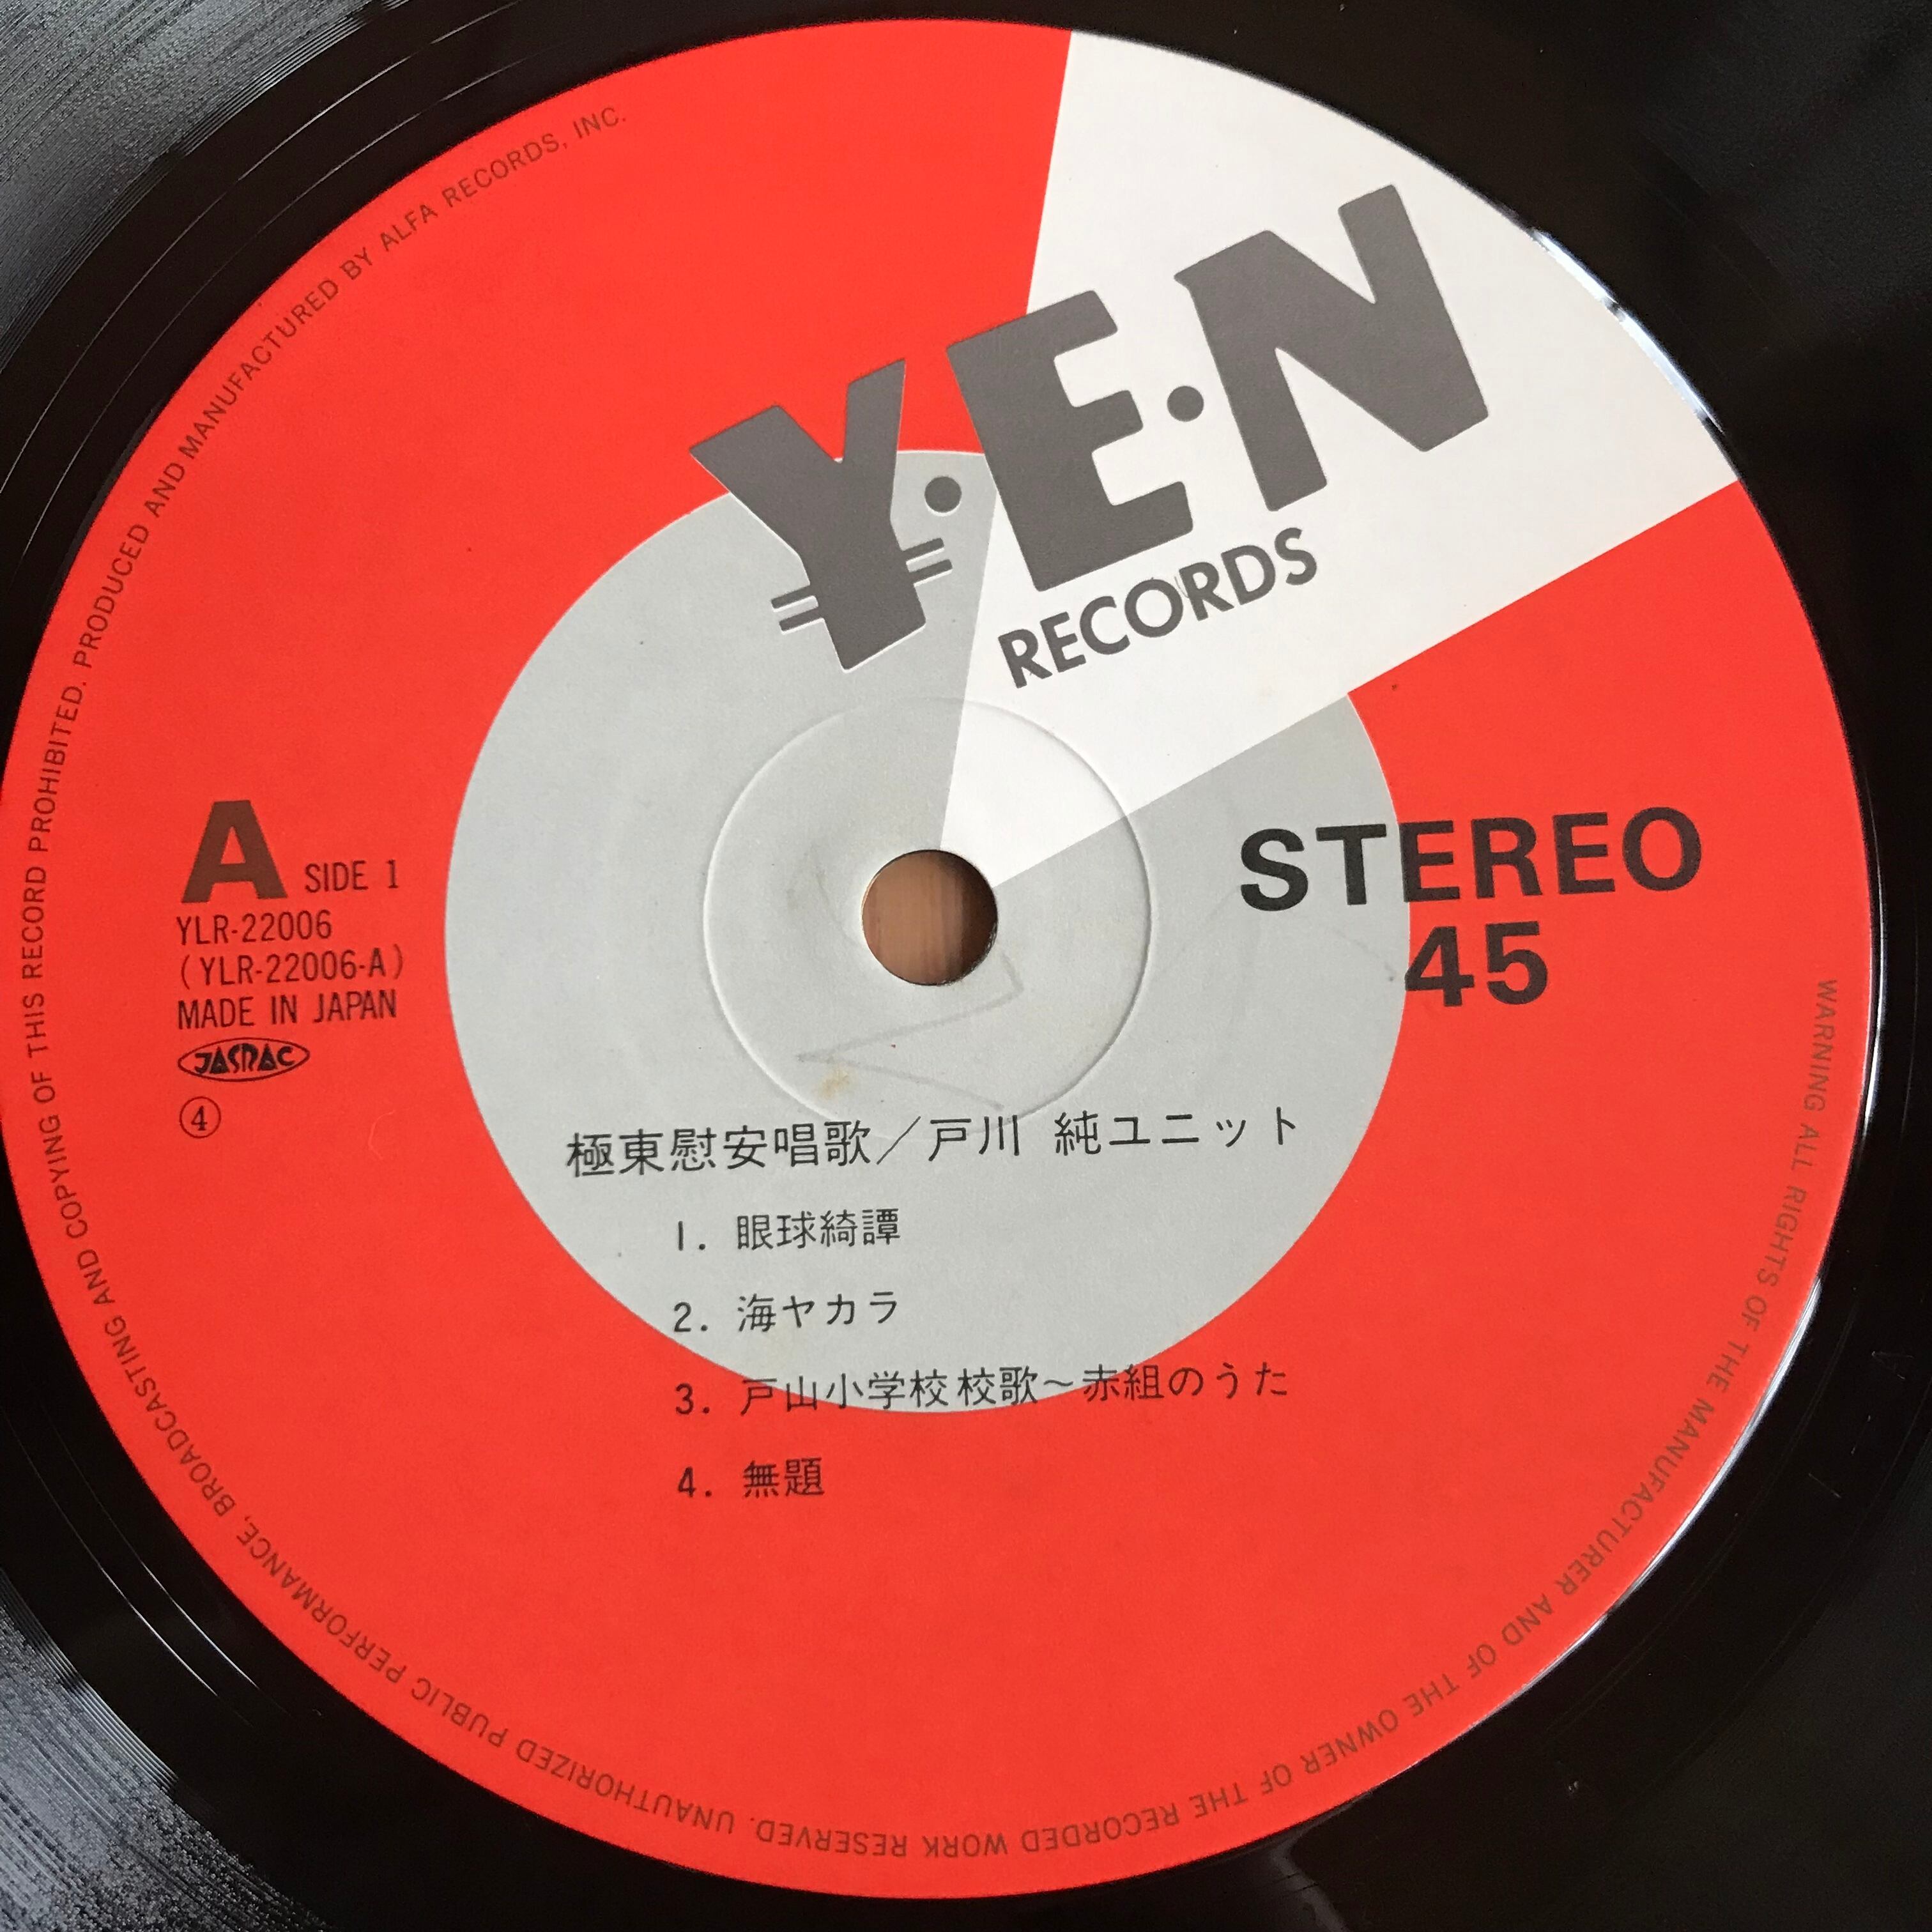 Y·E·N
RECORDS
STEREO
45
A SIDE 1
YLR-22006
(YLR-22006-A)
MADE IN JAPAN
JASRAC
④
極東慰安唱歌／戸川 純ユニット
1. 眼球綺譚
2. 海ヤカラ
3. 戸山小学校校歌〜赤組のうた
4. 無題
WARNING ALL RIGHTS OF THE MANUFACTURER AND OF THE OWNER OF THE RECORDED WORK RESERVED. UNAUTHORIZED PUBLIC PERFORMANCE, BROADCASTING AND COPYING OF THIS RECORD PROHIBITED. PRODUCED AND MANUFACTURED BY ALFA RECORDS, INC.